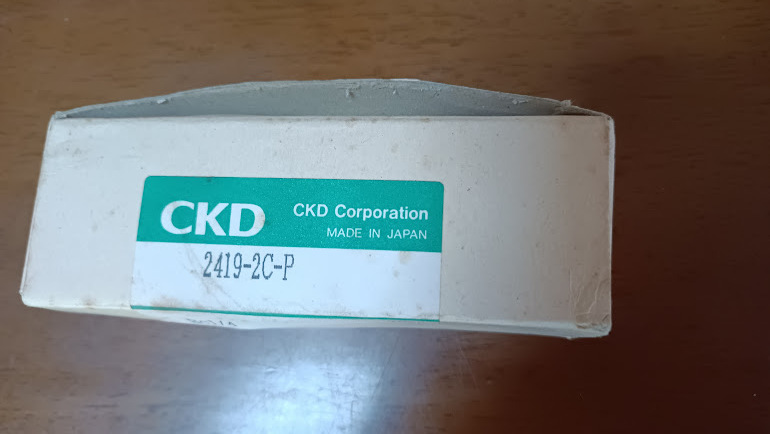 CKD
CKD Corporation
MADE IN JAPAN
2419-2C-P